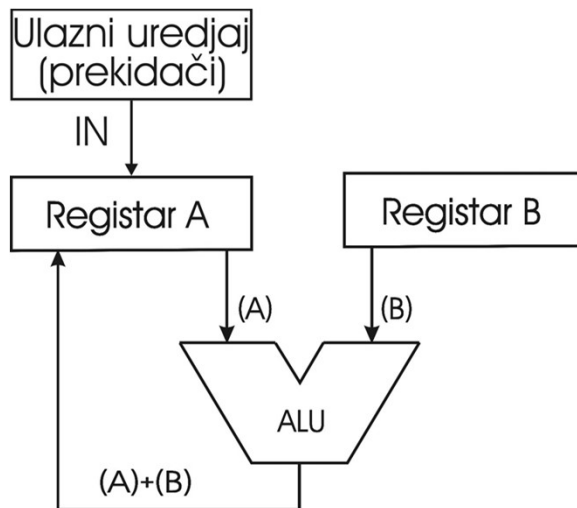 Ulazni uredjaj
(prekidači)
IN
Registar A
Registar B
(A)
(B)
ALU
(A)+(B)